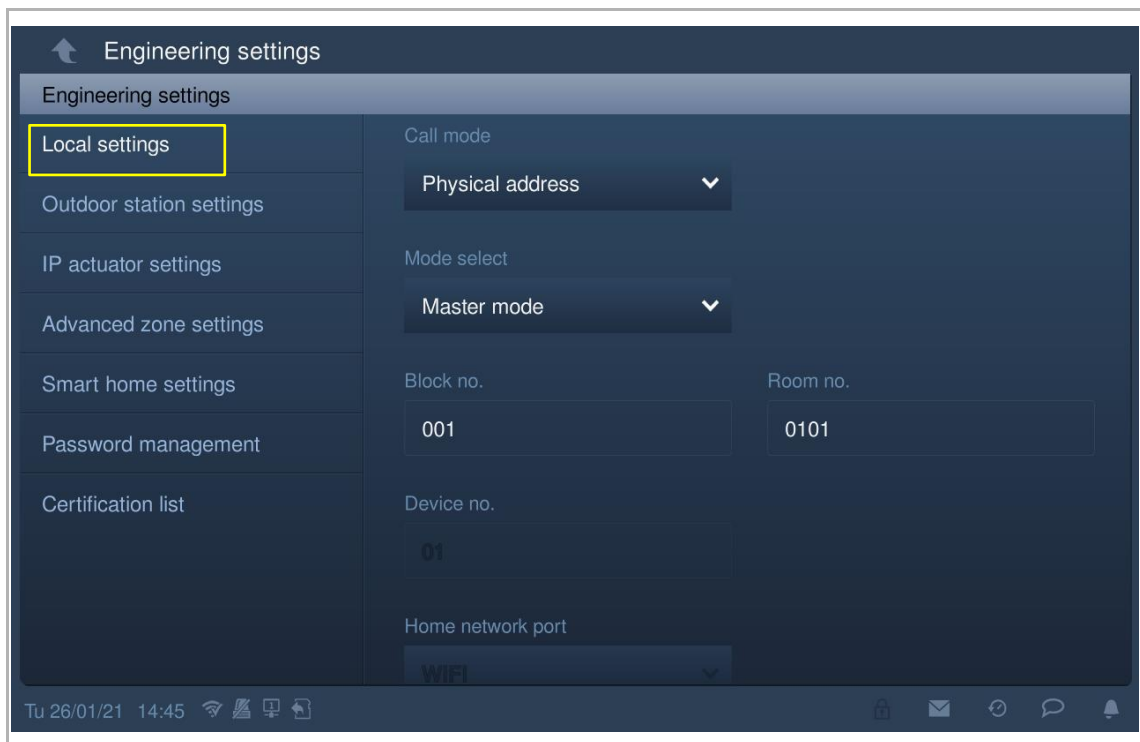 Engineering settings
Engineering settings
Local settings
Outdoor station settings
IP actuator settings
Advanced zone settings
Smart home settings
Password management
Certification list
Call mode
Physical address
Mode select
Master mode
Block no. Room no.
001 0101
Device no.
01
Home network port
WIFI
Tu 26/01/21 14:45 1